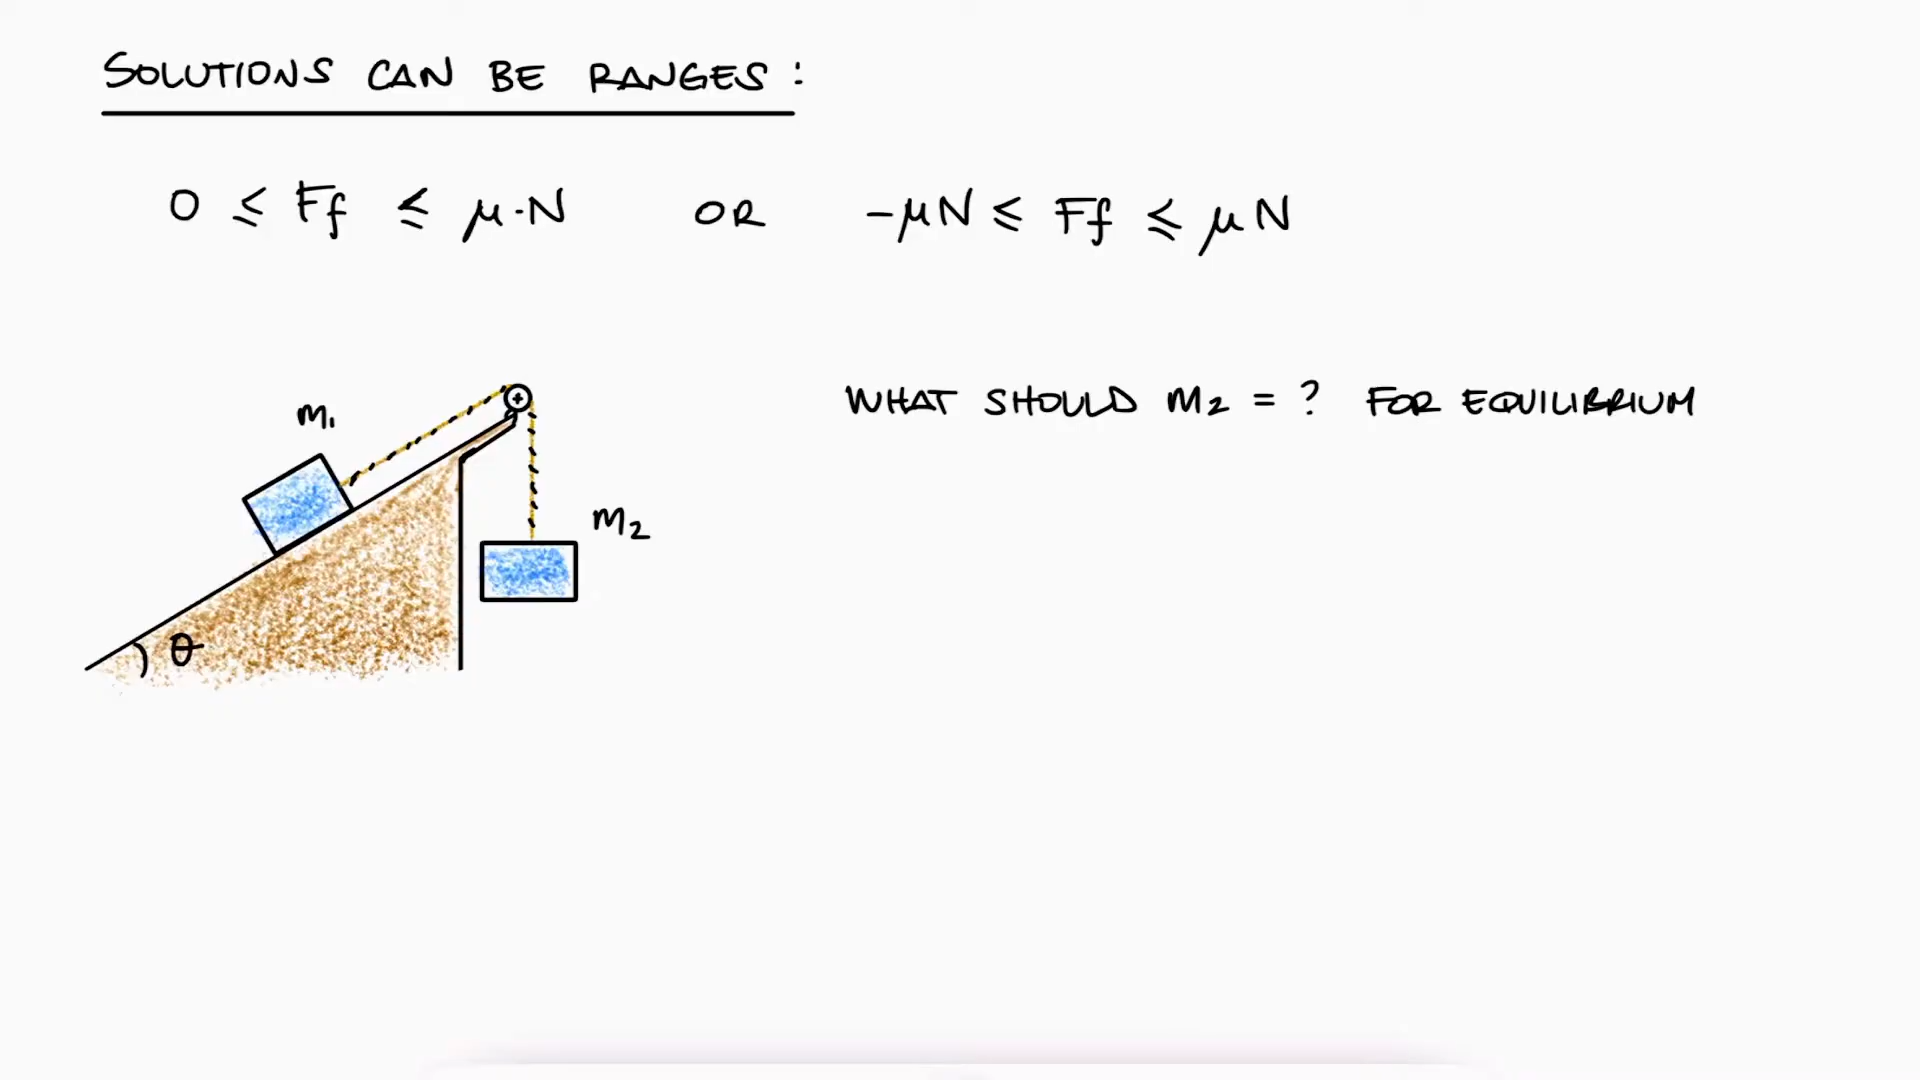 SOLUTIONS CAN BE RANGES:
0 ≤ Ff ≤ μ·N OR -μN ≤ Ff ≤ μN
WHAT SHOULD M2 = ? FOR EQUILIBRIUM
m1
m2
θ